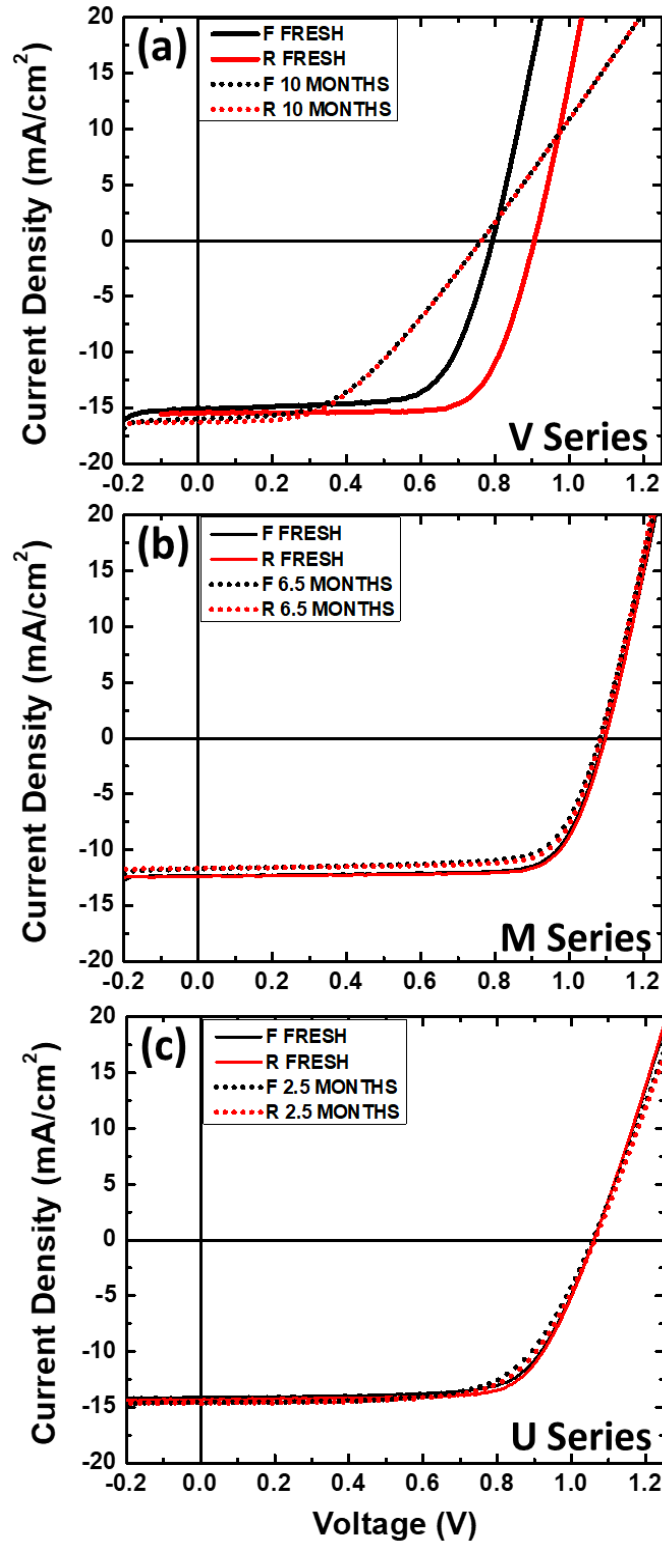 (a)
F FRESH
R FRESH
F 10 MONTHS
R 10 MONTHS
Current Density (mA/cm²)
20
15
10
5
0
-5
-10
-15
-20
V Series
-0.2 0.0 0.2 0.4 0.6 0.8 1.0 1.2
(b)
F FRESH
R FRESH
F 6.5 MONTHS
R 6.5 MONTHS
Current Density (mA/cm²)
20
15
10
5
0
-5
-10
-15
-20
M Series
-0.2 0.0 0.2 0.4 0.6 0.8 1.0 1.2
(c)
F FRESH
R FRESH
F 2.5 MONTHS
R 2.5 MONTHS
Current Density (mA/cm²)
20
15
10
5
0
-5
-10
-15
-20
U Series
-0.2 0.0 0.2 0.4 0.6 0.8 1.0 1.2
Voltage (V)